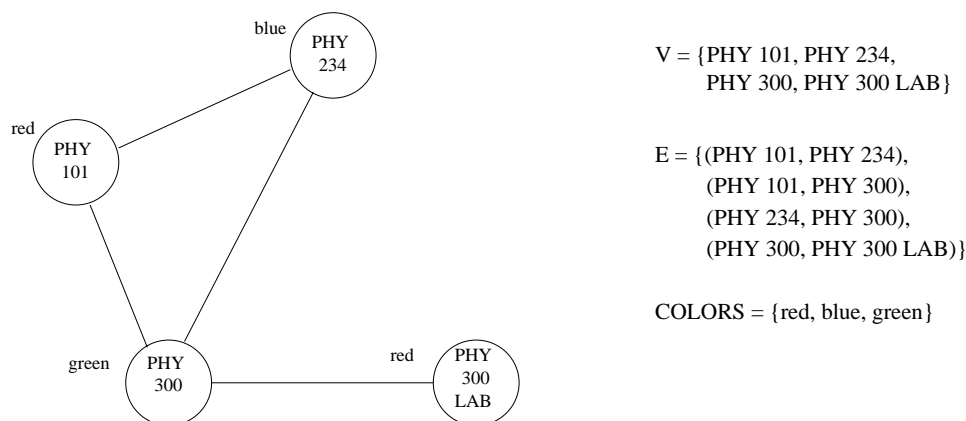 blue
PHY
234
red
PHY
101
green
PHY
300
red
PHY
300
LAB
V = {PHY 101, PHY 234,
PHY 300, PHY 300 LAB}
E = {(PHY 101, PHY 234),
(PHY 101, PHY 300),
(PHY 234, PHY 300),
(PHY 300, PHY 300 LAB)}
COLORS = {red, blue, green}